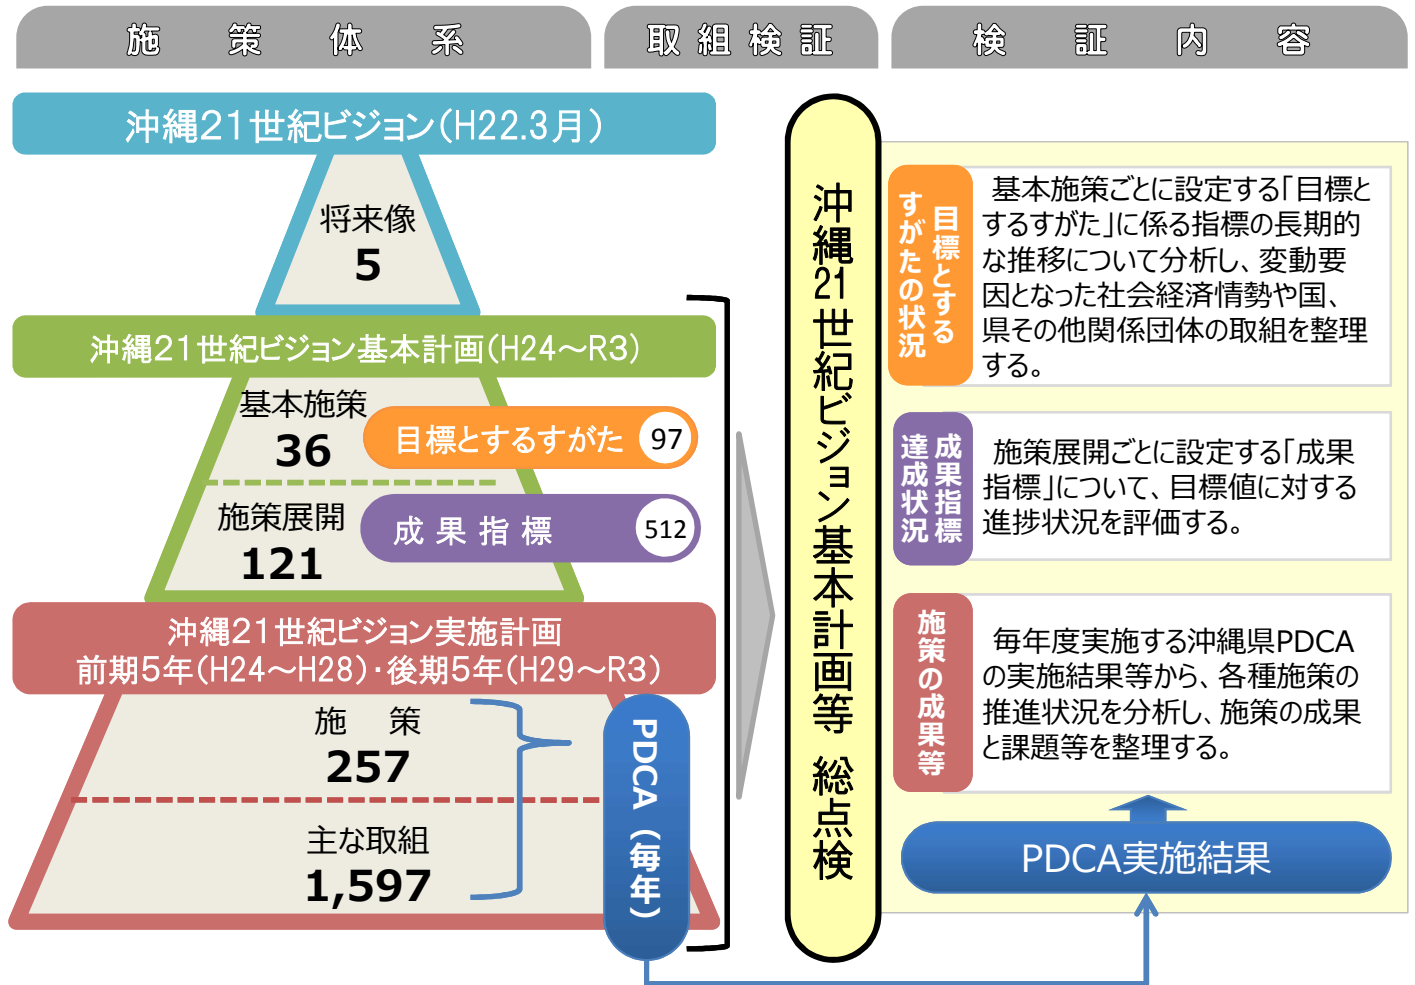 施策体系
取組検証
検証内容
沖縄21世紀ビジョン(H22.3月)
将来像
5
沖縄21世紀ビジョン基本計画(H24～R3)
基本施策
36
目標とするすがた 97
施策展開
121
成果指標 512
沖縄21世紀ビジョン実施計画
前期5年(H24～H28)・後期5年(H29～R3)
施策
257
主な取組
1,597
PDCA（毎年）
沖縄21世紀ビジョン基本計画等 総点検
目標とする
すがたの状況
基本施策ごとに設定する「目標と
するすがた」に係る指標の長期的
な推移について分析し、変動要
因となった社会経済情勢や国、
県その他関係団体の取組を整理
する。
成果指標
達成状況
施策展開ごとに設定する「成果
指標」について、目標値に対する
進捗状況を評価する。
施策の成果等
毎年度実施する沖縄県PDCA
の実施結果等から、各種施策の
推進状況を分析し、施策の成果
と課題等を整理する。
PDCA実施結果